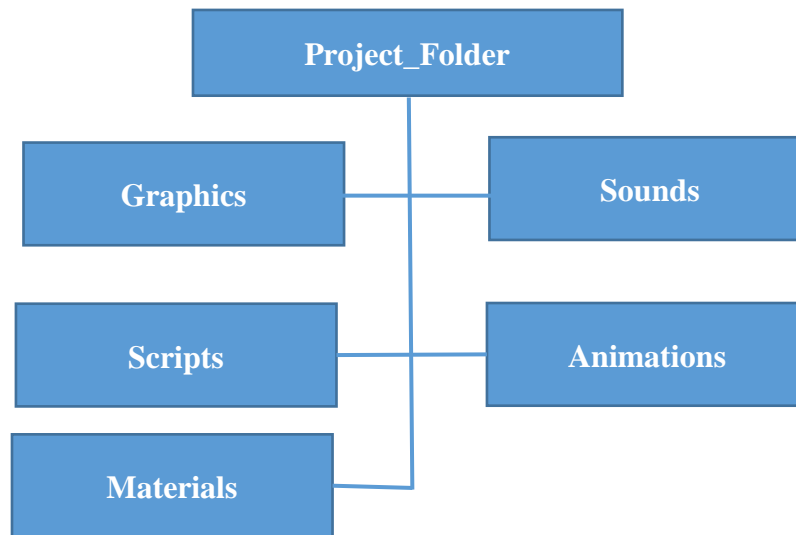 Project_Folder
Graphics
Sounds
Scripts
Animations
Materials